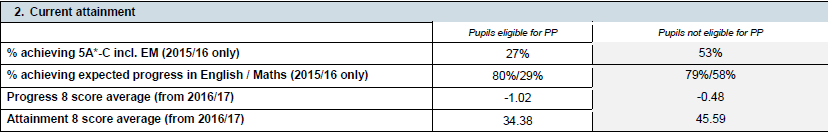 2. Current attainment
Pupils eligible for PP Pupils not eligible for PP
% achieving 5A*-C incl. EM (2015/16 only) 27% 53%
% achieving expected progress in English / Maths (2015/16 only) 80%/29% 79%/58%
Progress 8 score average (from 2016/17) -1.02 -0.48
Attainment 8 score average (from 2016/17) 34.38 45.59